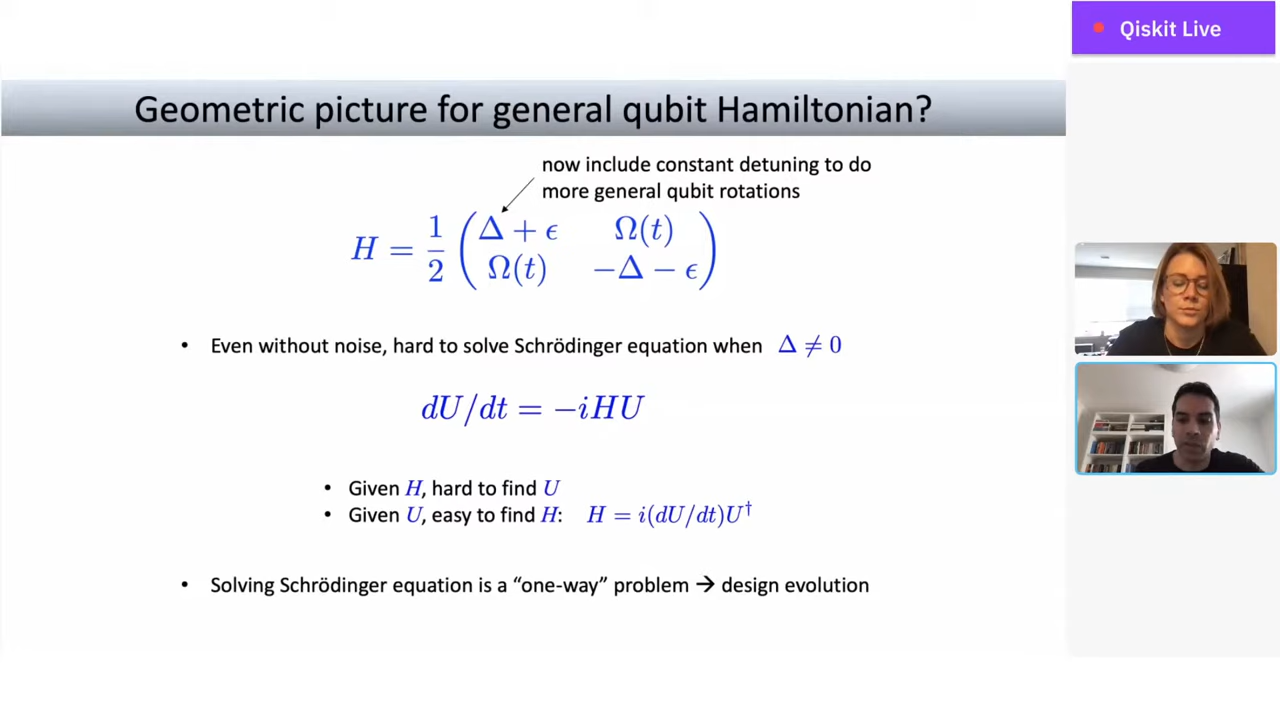 Qiskit Live
Geometric picture for general qubit Hamiltonian?
now include constant detuning to do
more general qubit rotations
H = 1/2 ( Δ + ϵ Ω(t)
Ω(t) −Δ − ϵ )
• Even without noise, hard to solve Schrödinger equation when Δ ≠ 0
dU/dt = −iHU
• Given H, hard to find U
• Given U, easy to find H: H = i(dU/dt)U†
• Solving Schrödinger equation is a “one-way” problem → design evolution